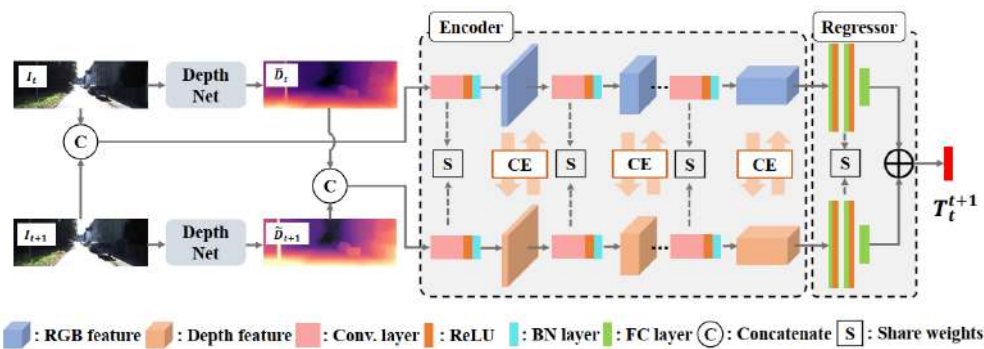 Encoder
Regressor
I_t
Depth Net
D̃_t
C
S
CE
S
CE
S
CE
S
C
T_t^{t+1}
I_{t+1}
Depth Net
D̃_{t+1}
: RGB feature : Depth feature : Conv. layer : ReLU : BN layer : FC layer C : Concatenate S : Share weights